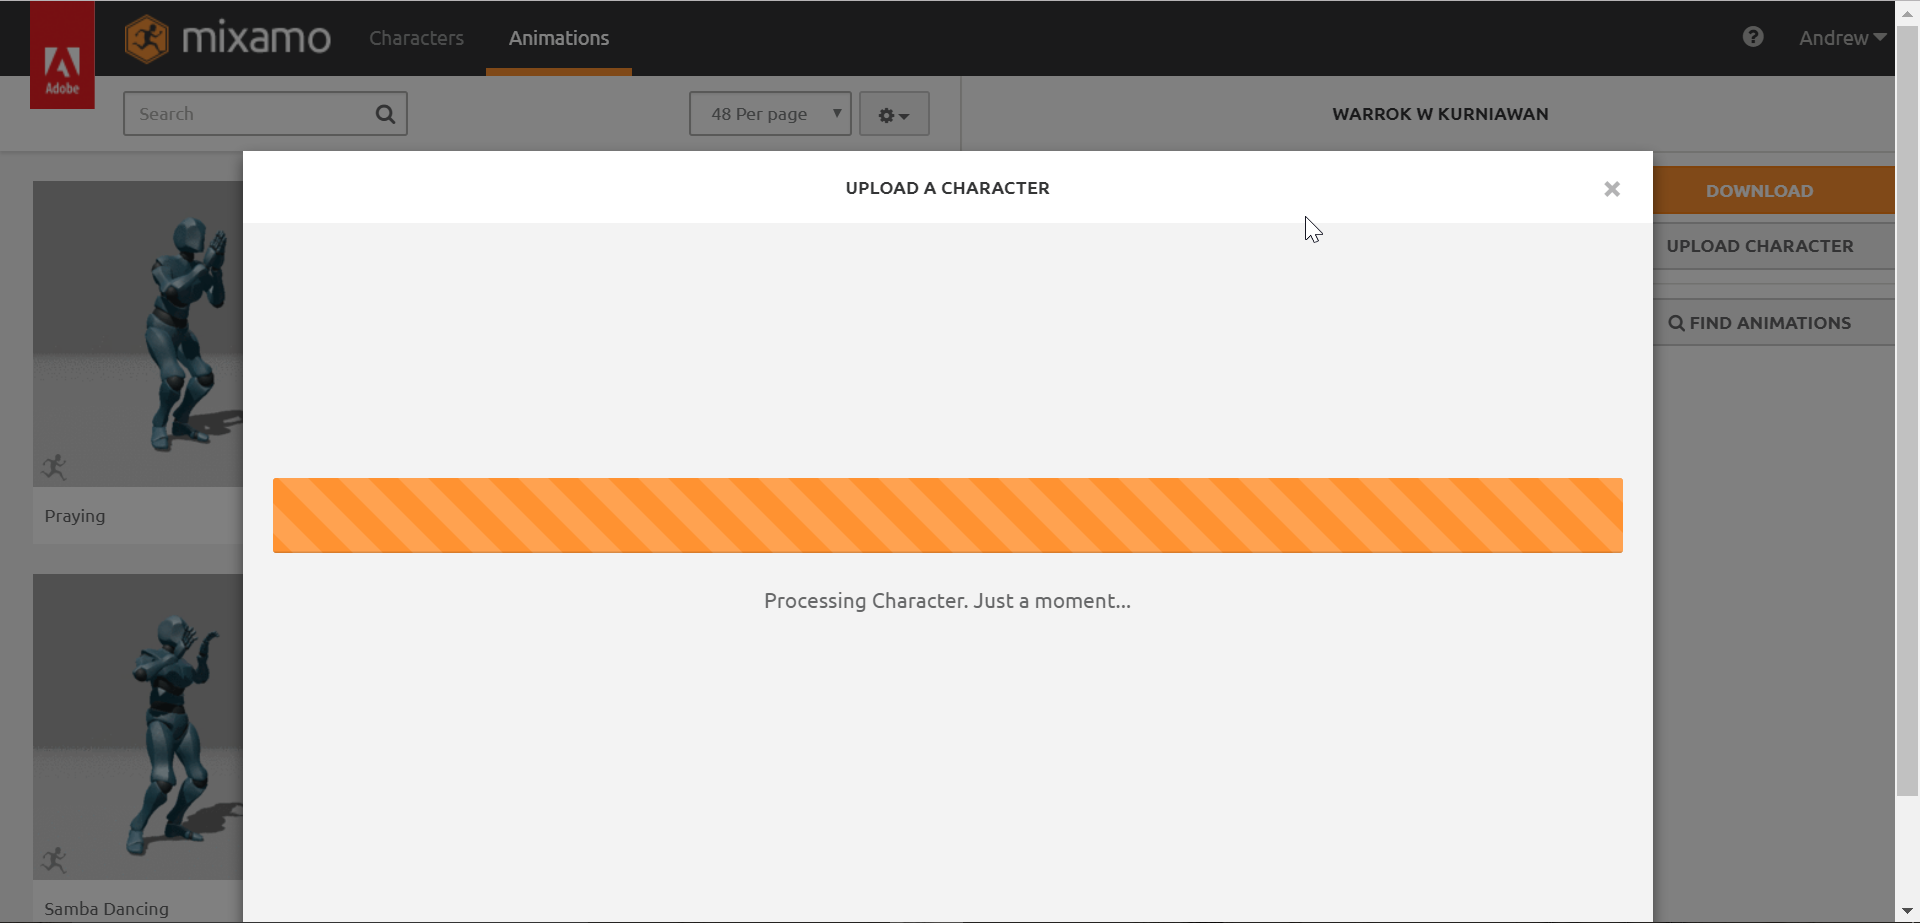 Adobe
mixamo
Characters
Animations
Andrew
Search
48 Per page
WARROK W KURNIAWAN
UPLOAD A CHARACTER
DOWNLOAD
UPLOAD CHARACTER
FIND ANIMATIONS
Praying
Processing Character. Just a moment...
Samba Dancing